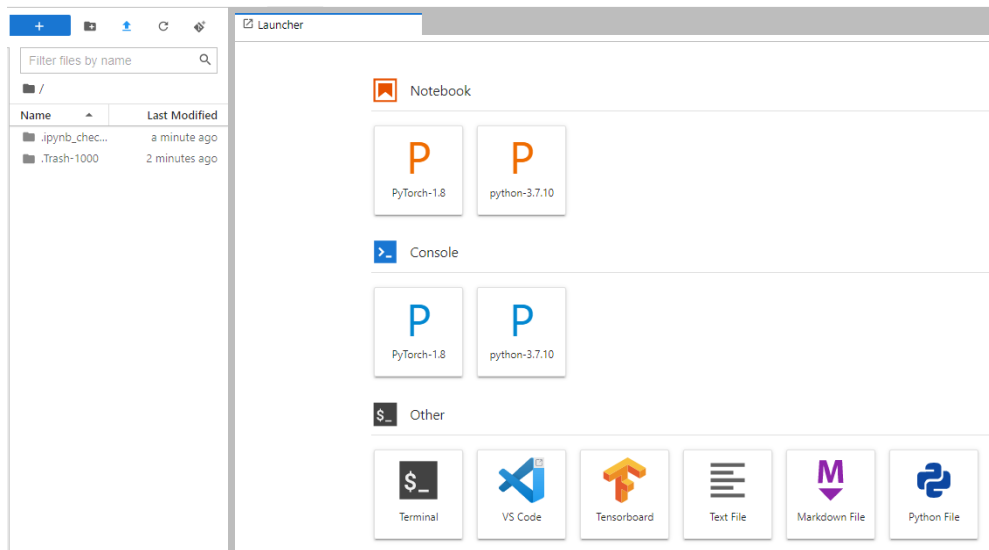 Launcher
Filter files by name
/
Name Last Modified
.ipynb_chec... a minute ago
.Trash-1000 2 minutes ago
Notebook
P P
PyTorch-1.8 python-3.7.10
>_ Console
P P
PyTorch-1.8 python-3.7.10
$_ Other
$_ M
Terminal VS Code Tensorboard Text File Markdown File Python File